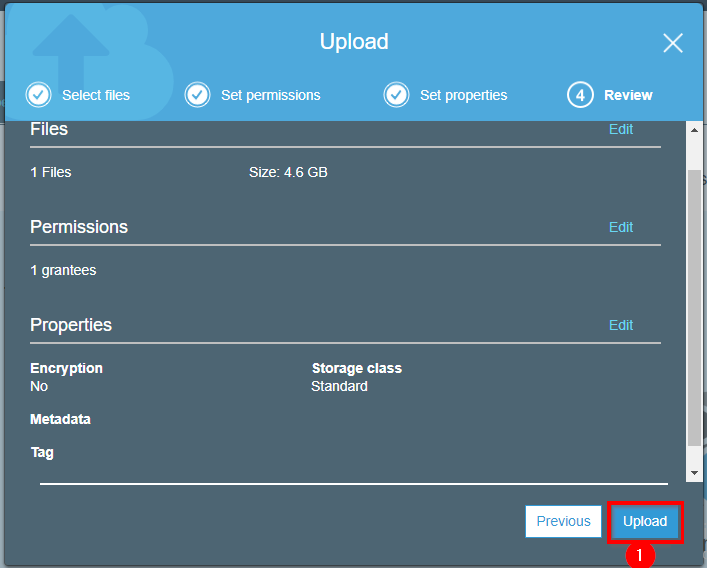 Upload
Select files
Set permissions
Set properties
4 Review
Files Edit
1 Files Size: 4.6 GB
Permissions Edit
1 grantees
Properties Edit
Encryption Storage class
No Standard
Metadata
Tag
Previous Upload
1